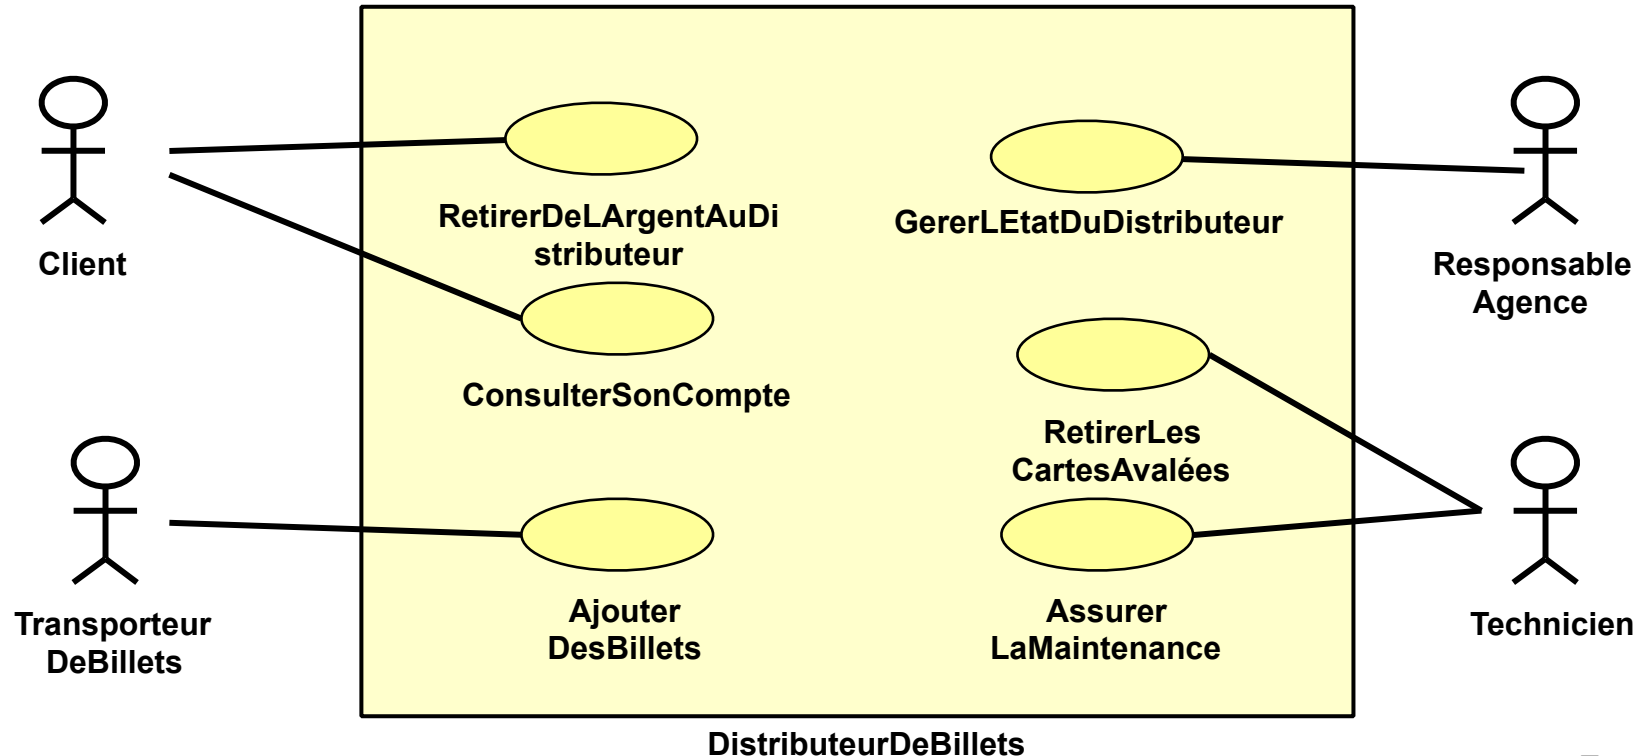 Client
RetirerDeLArgentAuDi
stributeur
GererLEtatDuDistributeur
Responsable
Agence
ConsulterSonCompte
RetirerLes
CartesAvalées
Transporteur
DeBillets
Ajouter
DesBillets
Assurer
LaMaintenance
Technicien
DistributeurDeBillets